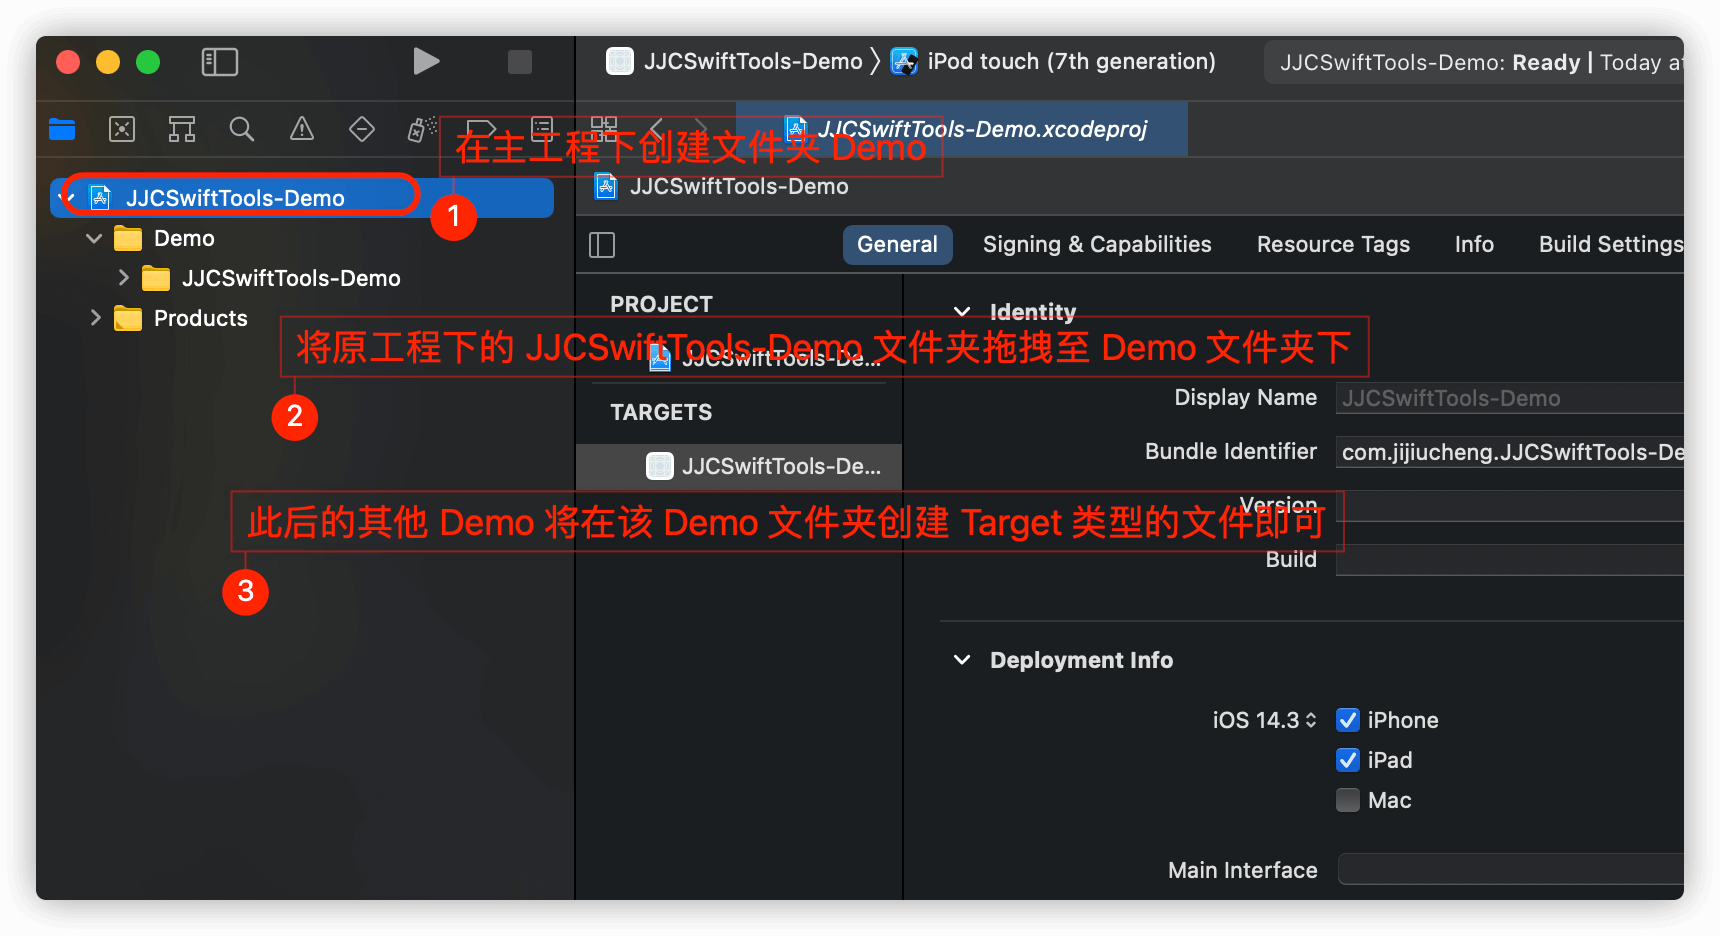 JJCSwiftTools-Demo 〉 iPod touch (7th generation)
JJCSwiftTools-Demo: Ready | Today at
JJCSwiftTools-Demo.xcodeproj
在主工程下创建文件夹 Demo
JJCSwiftTools-Demo
JJCSwiftTools-Demo
1
Demo
JJCSwiftTools-Demo
Products
General
Signing & Capabilities
Resource Tags
Info
Build Settings
PROJECT
Identity
将原工程下的 JJCSwiftTools-Demo 文件夹拖拽至 Demo 文件夹下
JJCSwiftTools-De...
2
TARGETS
JJCSwiftTools-De...
Display Name
JJCSwiftTools-Demo
Bundle Identifier
com.jijiucheng.JJCSwiftTools-De
Version
此后的其他 Demo 将在该 Demo 文件夹创建 Target 类型的文件即可
3
Build
Deployment Info
iOS 14.3
iPhone
iPad
Mac
Main Interface